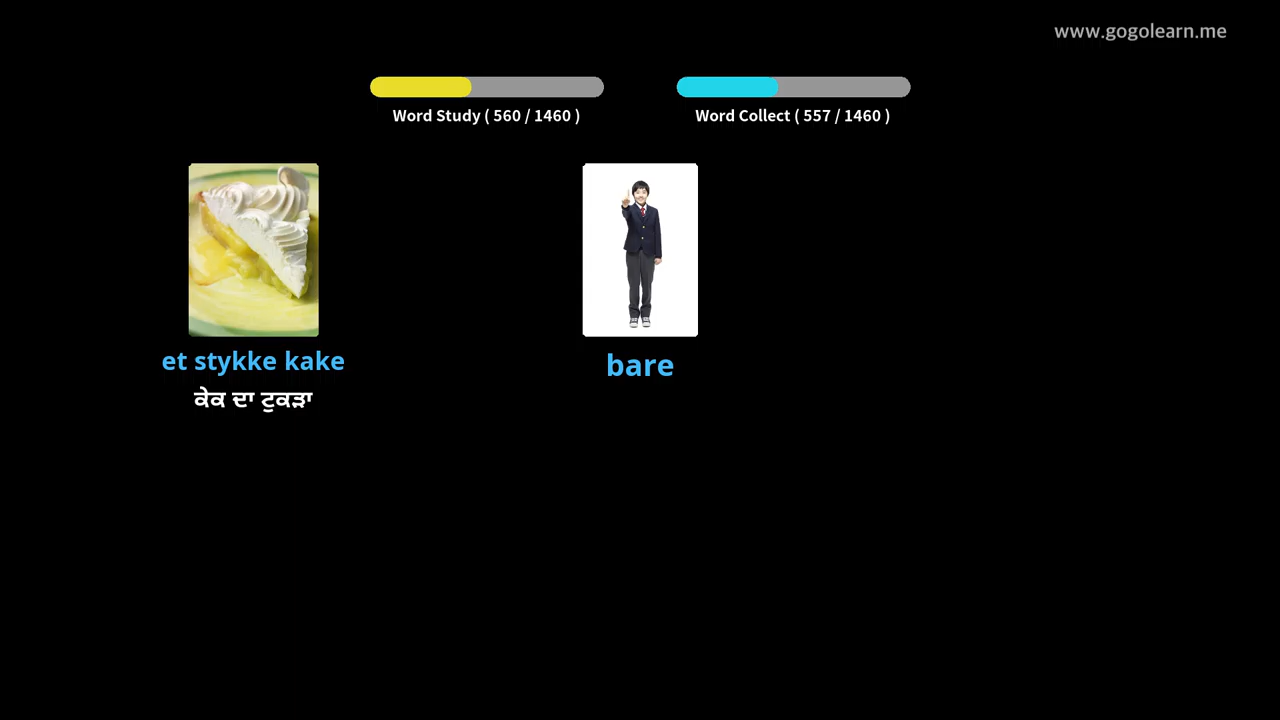 www.gogolearn.me
Word Study ( 560 / 1460 )
Word Collect ( 557 / 1460 )
et stykke kake
ਕੇਕ ਦਾ ਟੁਕੜਾ
bare